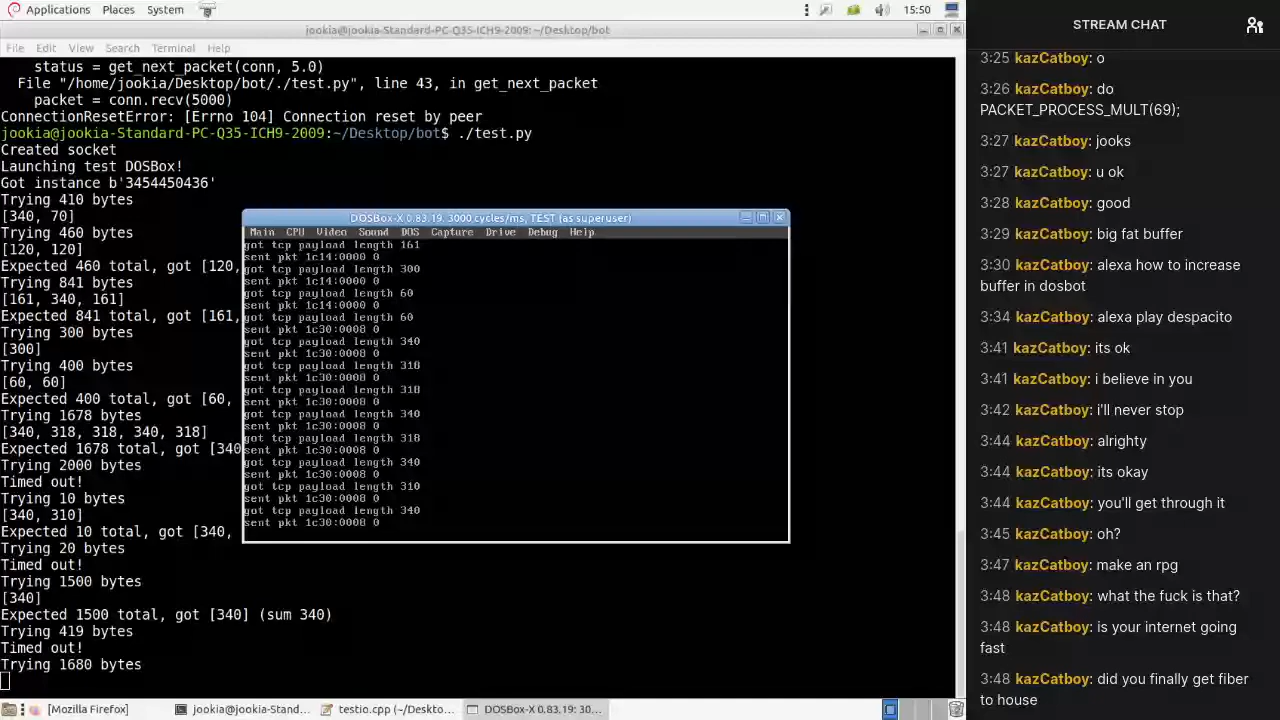 Applications Places System 15:50
jookia@jookia-Standard-PC-Q35-ICH9-2009: ~/Desktop/bot
File Edit View Search Terminal Help
status = get_next_packet(conn, 5.0)
File "/home/jookia/Desktop/bot/./test.py", line 43, in get_next_packet
packet = conn.recv(5000)
ConnectionResetError: [Errno 104] Connection reset by peer
jookia@jookia-Standard-PC-Q35-ICH9-2009:~/Desktop/bot$ ./test.py
Created socket
Launching test DOSBox!
Got instance b'3454450436'
Trying 410 bytes
[340, 70]
Trying 460 bytes
[120, 120]
Expected 460 total, got [120,
Trying 841 bytes
[161, 340, 161]
Expected 841 total, got [161,
Trying 300 bytes
[300]
Trying 400 bytes
[60, 60]
Expected 400 total, got [60,
Trying 1678 bytes
[340, 318, 318, 340, 318]
Expected 1678 total, got [340
Trying 2000 bytes
Timed out!
Trying 10 bytes
[340, 310]
Expected 10 total, got [340,
Trying 20 bytes
Timed out!
Trying 1500 bytes
[340]
Expected 1500 total, got [340] (sum 340)
Trying 419 bytes
Timed out!
Trying 1680 bytes
DOSBox-X 0.83.19, 3000 cycles/ms, TEST (as superuser)
Main CPU Video Sound DOS Capture Drive Debug Help
got tcp payload length 161
sent pkt 1c14:0000 0
got tcp payload length 300
sent pkt 1c14:0000 0
got tcp payload length 60
sent pkt 1c14:0000 0
got tcp payload length 60
sent pkt 1c30:0008 0
got tcp payload length 340
sent pkt 1c30:0008 0
got tcp payload length 318
sent pkt 1c30:0008 0
got tcp payload length 318
sent pkt 1c30:0008 0
got tcp payload length 340
sent pkt 1c30:0008 0
got tcp payload length 318
sent pkt 1c30:0008 0
got tcp payload length 340
sent pkt 1c30:0008 0
got tcp payload length 310
sent pkt 1c30:0008 0
got tcp payload length 340
sent pkt 1c30:0008 0
[Mozilla Firefox] jookia@jookia-Stand... testio.cpp (~/Deskto... DOSBox-X 0.83.19: 30...
STREAM CHAT
3:25 kazCatboy: o
3:26 kazCatboy: do
PACKET_PROCESS_MULT(69);
3:27 kazCatboy: jooks
3:27 kazCatboy: u ok
3:28 kazCatboy: good
3:29 kazCatboy: big fat buffer
3:30 kazCatboy: alexa how to increase
buffer in dosbot
3:34 kazCatboy: alexa play despacito
3:41 kazCatboy: its ok
3:41 kazCatboy: i believe in you
3:42 kazCatboy: i'll never stop
3:44 kazCatboy: alrighty
3:44 kazCatboy: its okay
3:44 kazCatboy: you'll get through it
3:45 kazCatboy: oh?
3:47 kazCatboy: make an rpg
3:48 kazCatboy: what the fuck is that?
3:48 kazCatboy: is your internet going
fast
3:48 kazCatboy: did you finally get fiber
to house